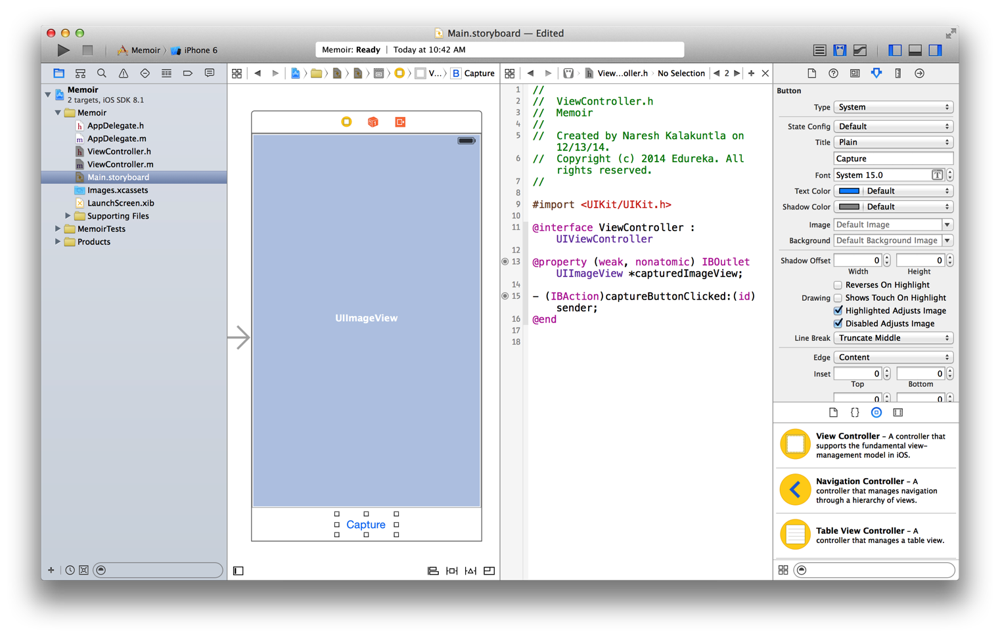 Main.storyboard — Edited
Memoir
iPhone 6
Memoir: Ready | Today at 10:42 AM
V...
B Capture
View...oller.h
No Selection
2
Memoir
2 targets, iOS SDK 8.1
Memoir
h AppDelegate.h
m AppDelegate.m
h ViewController.h
m ViewController.m
Main.storyboard
Images.xcassets
LaunchScreen.xib
Supporting Files
MemoirTests
Products
UIImageView
Capture
1 //
2 // ViewController.h
3 // Memoir
4 //
5 // Created by Naresh Kalakuntla on
12/13/14.
6 // Copyright (c) 2014 Edureka. All
rights reserved.
7 //
8
9 #import <UIKit/UIKit.h>
10
11 @interface ViewController :
UIViewController
12
13 @property (weak, nonatomic) IBOutlet
UIImageView *capturedImageView;
14
15 - (IBAction)captureButtonClicked:(id)
sender;
16 @end
17
18
Button
Type System
State Config Default
Title Plain
Capture
Font System 15.0 T
Text Color Default
Shadow Color Default
Image Default Image
Background Default Background Image
Shadow Offset 0 0
Width Height
Reverses On Highlight
Drawing Shows Touch On Highlight
Highlighted Adjusts Image
Disabled Adjusts Image
Line Break Truncate Middle
Edge Content
Inset 0 0
Top Bottom
0 0
{}
View Controller – A controller that
supports the fundamental view-
management model in iOS.
Navigation Controller – A
controller that manages navigation
through a hierarchy of views.
Table View Controller – A
controller that manages a table view.